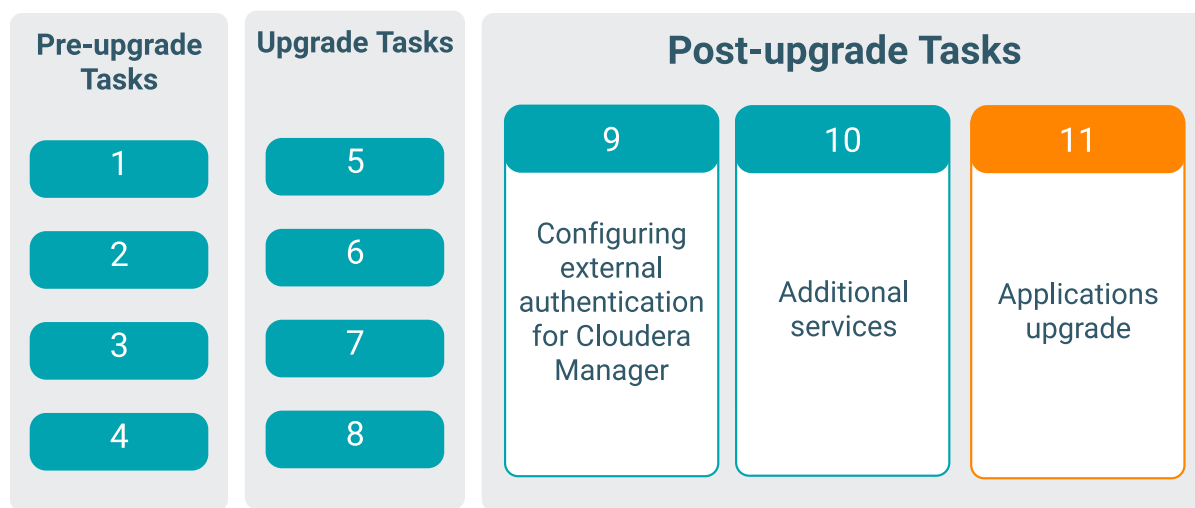 Pre-upgrade
Tasks
1
2
3
4
Upgrade Tasks
5
6
7
8
Post-upgrade Tasks
9
Configuring
external
authentication
for Cloudera
Manager
10
Additional
services
11
Applications
upgrade